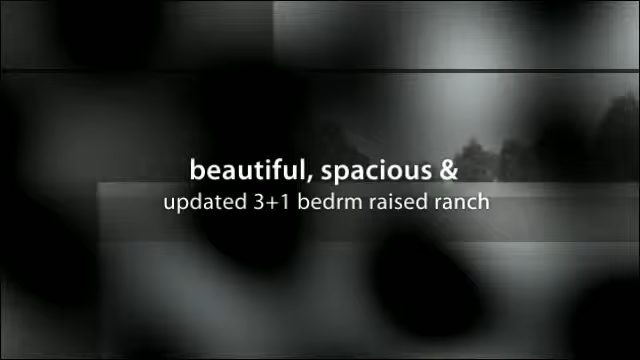 beautiful, spacious &
updated 3+1 bedrm raised ranch